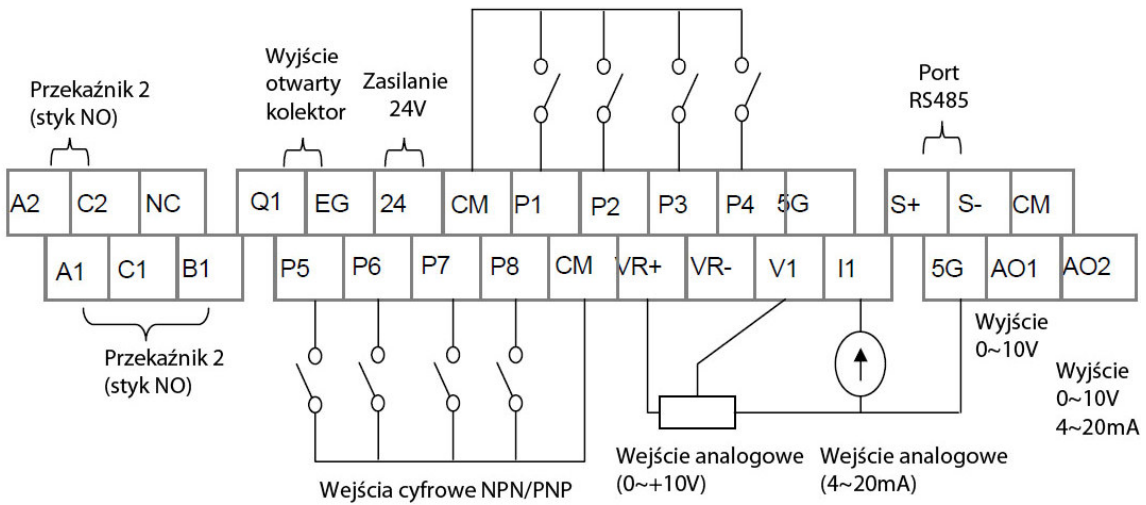 Przekaźnik 2
(styk NO)
Wyjście
otwarty
kolektor
Zasilanie
24V
Port
RS485
A2 C2 NC
Q1 EG 24 CM P1 P2 P3 P4 5G
S+ S- CM
A1 C1 B1
P5 P6 P7 P8 CM VR+ VR- V1 I1
5G AO1 AO2
Przekaźnik 2
(styk NO)
Wejścia cyfrowe NPN/PNP
Wejście analogowe
(0~+10V)
Wejście analogowe
(4~20mA)
Wyjście
0~10V
Wyjście
0~10V
4~20mA